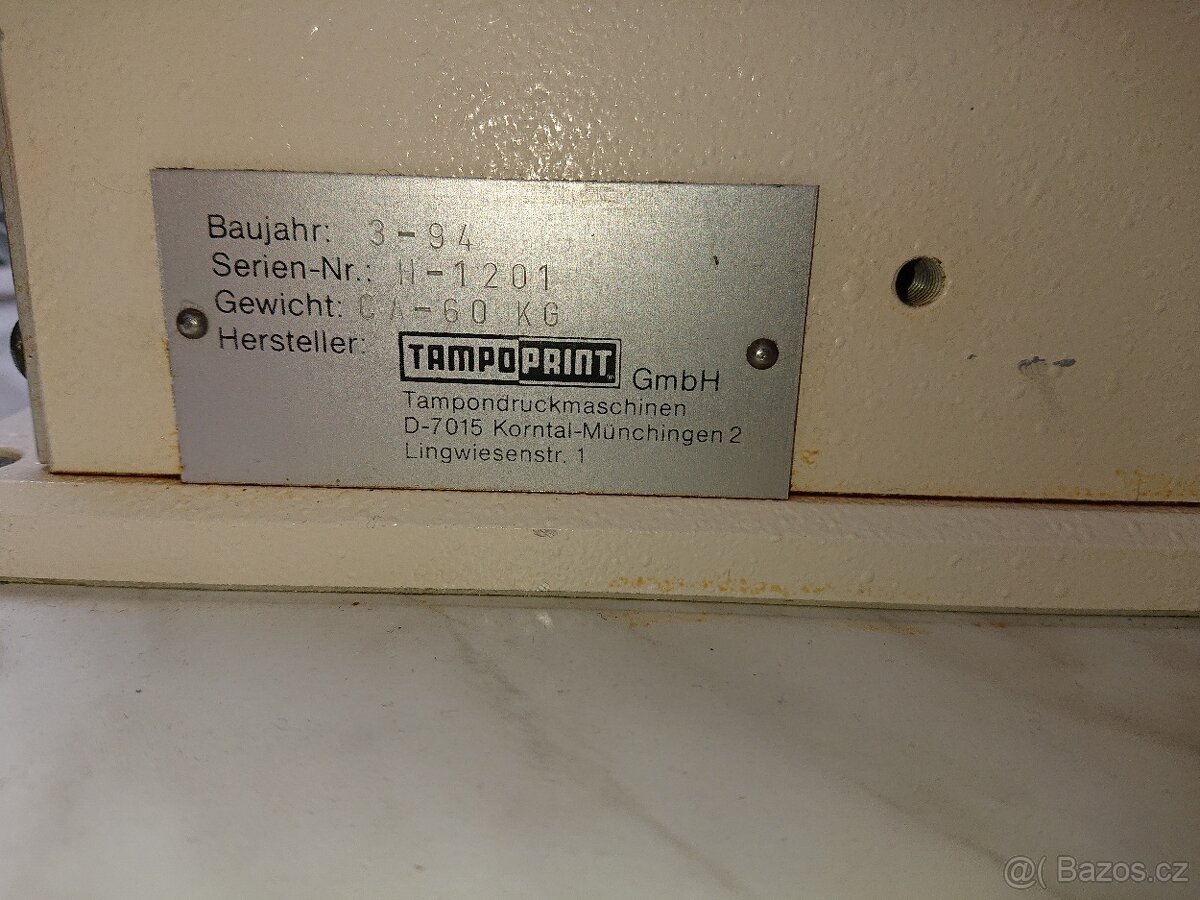 Baujahr: 3-94
Serien-Nr.: H-1201
Gewicht: CA-60 KG
Hersteller: TAMPOPRINT GmbH
Tampondruckmaschinen
D-7015 Korntal-Münchingen 2
Lingwiesenstr. 1
@( Bazos.cz